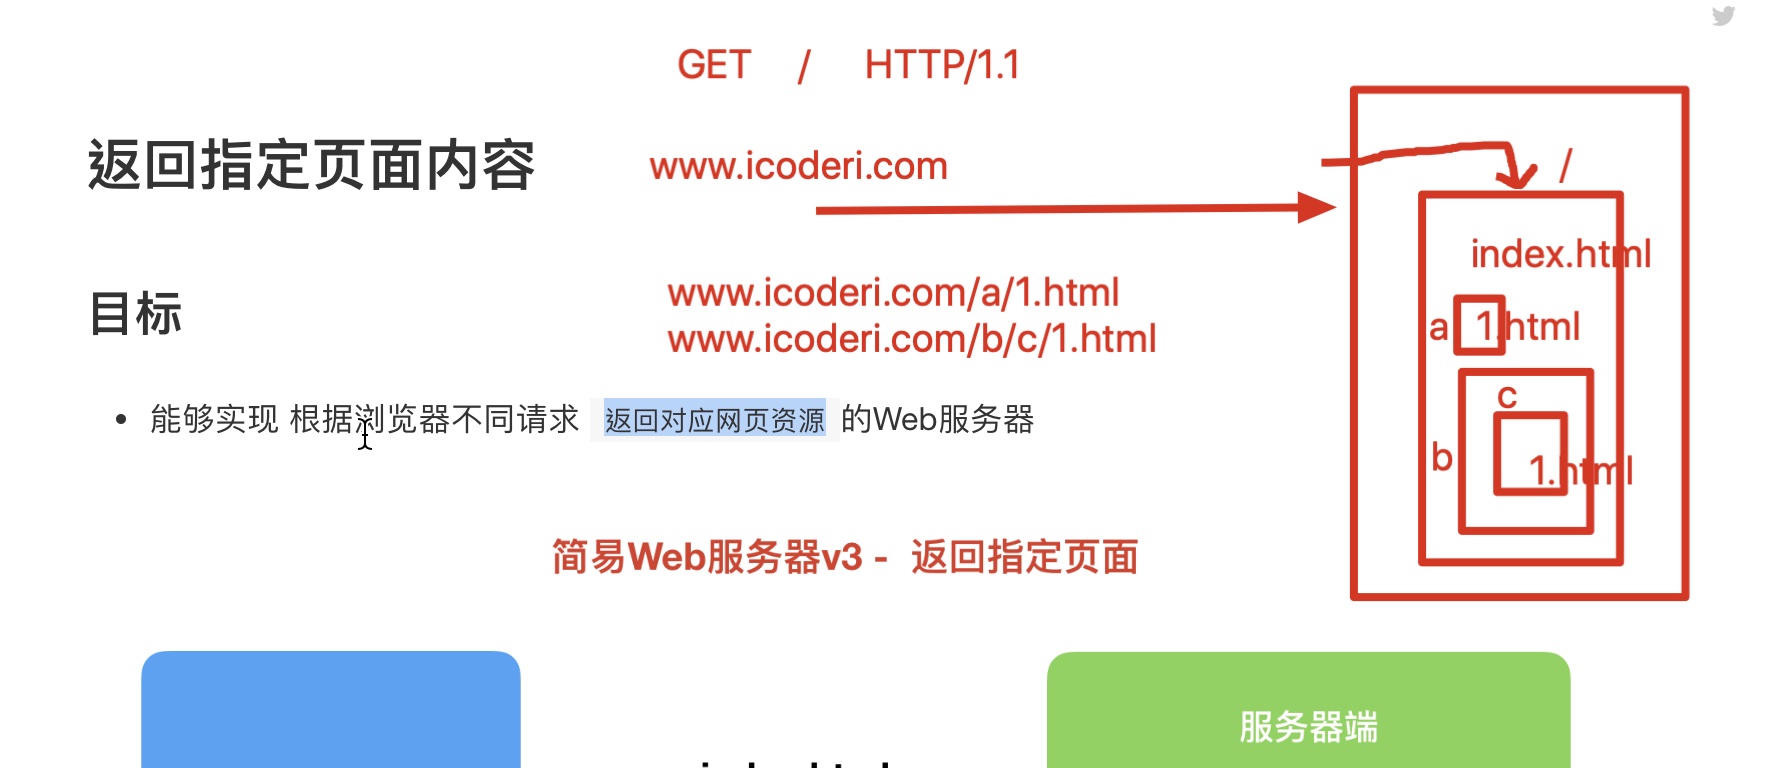 GET / HTTP/1.1
返回指定页面内容
www.icoderi.com
/
index.html
目标
www.icoderi.com/a/1.html
www.icoderi.com/b/c/1.html
a 1.html
c
b
1.html
能够实现 根据浏览器不同请求 返回对应网页资源 的Web服务器
简易Web服务器v3 - 返回指定页面
服务器端